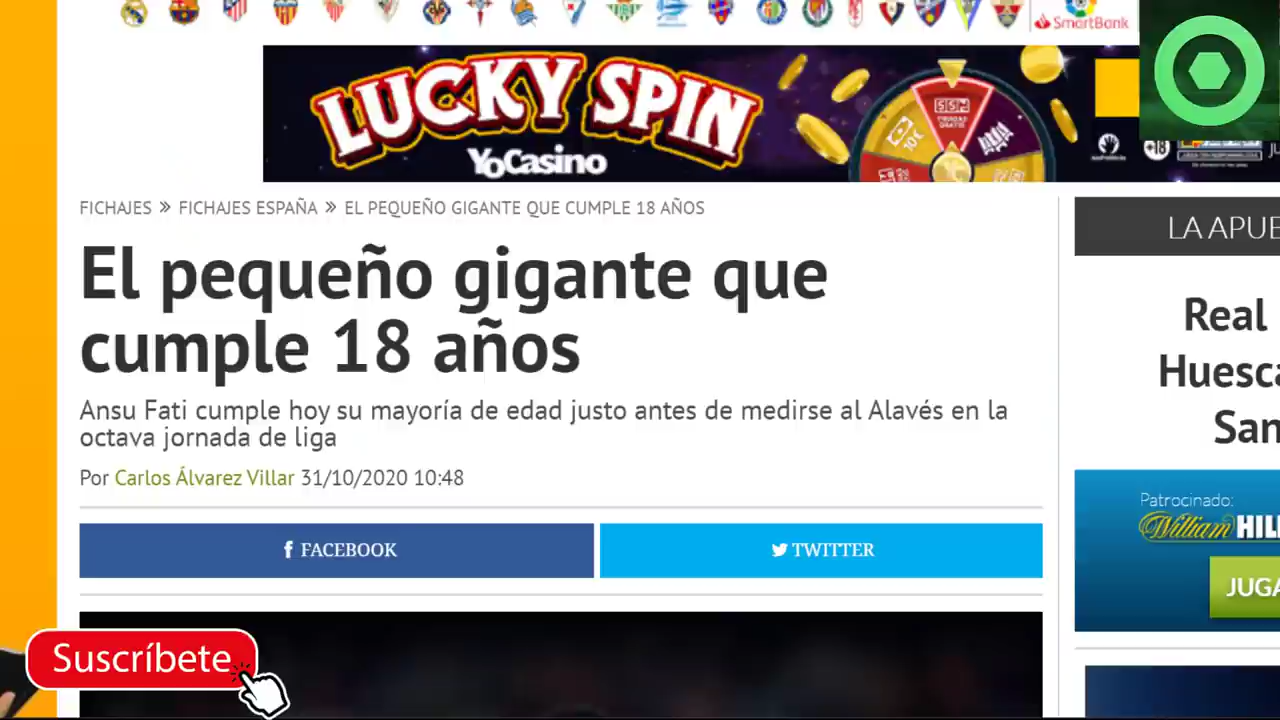 SmartBank
LUCKY SPIN
YoCasino
10€
+18
FICHAJES » FICHAJES ESPAÑA » EL PEQUEÑO GIGANTE QUE CUMPLE 18 AÑOS
El pequeño gigante que
cumple 18 años
Ansu Fati cumple hoy su mayoría de edad justo antes de medirse al Alavés en la
octava jornada de liga
Por Carlos Álvarez Villar 31/10/2020 10:48
FACEBOOK
TWITTER
LA APUE
Real
Huesca
San
Patrocinado:
William HILL
JUGA
Suscríbete